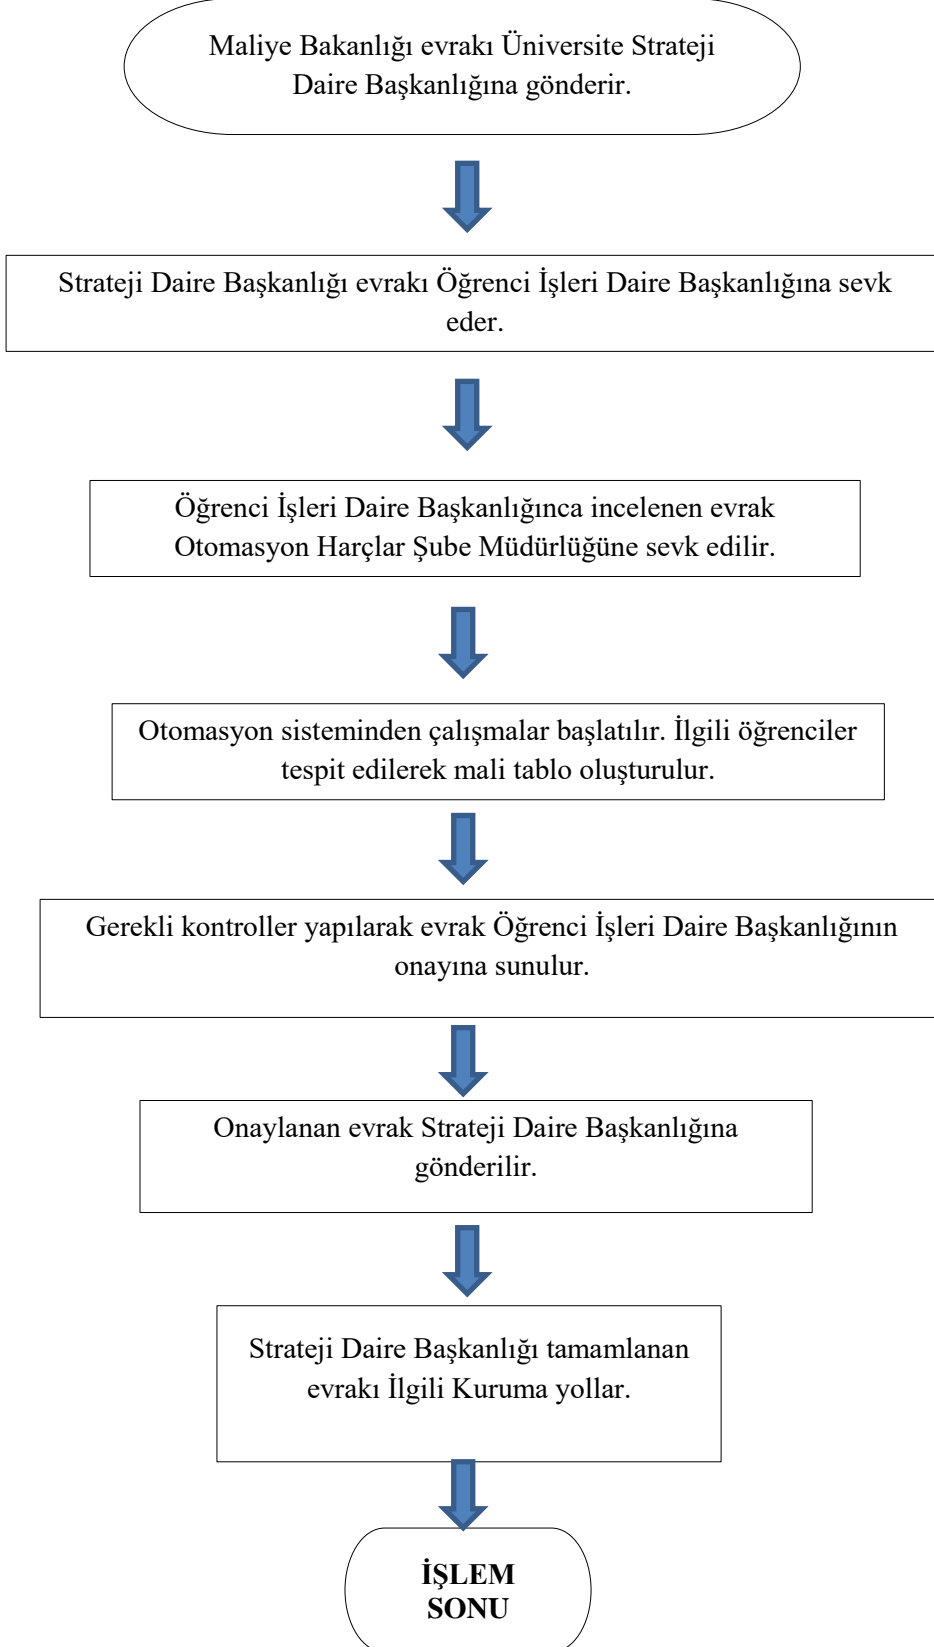 Maliye Bakanlığı evrakı Üniversite Strateji
Daire Başkanlığına gönderir.
Strateji Daire Başkanlığı evrakı Öğrenci İşleri Daire Başkanlığına sevk
eder.
Öğrenci İşleri Daire Başkanlığınca incelenen evrak
Otomasyon Harçlar Şube Müdürlüğüne sevk edilir.
Otomasyon sisteminden çalışmalar başlatılır. İlgili öğrenciler
tespit edilerek mali tablo oluşturulur.
Gerekli kontroller yapılarak evrak Öğrenci İşleri Daire Başkanlığının
onayına sunulur.
Onaylanan evrak Strateji Daire Başkanlığına
gönderilir.
Strateji Daire Başkanlığı tamamlanan
evrakı İlgili Kuruma yollar.
İŞLEM
SONU